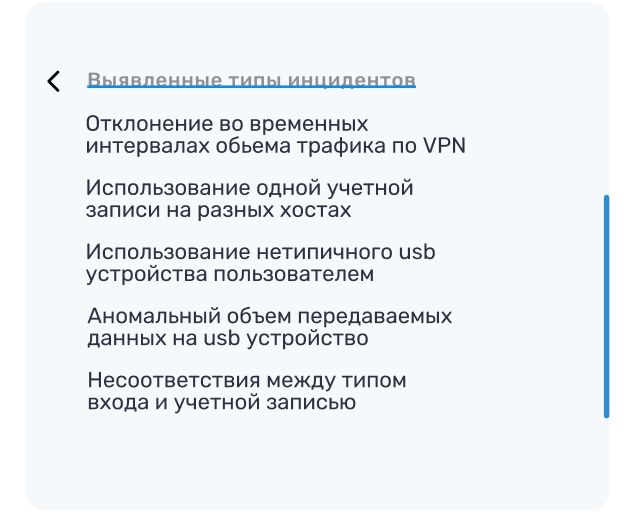 Выявленные типы инцидентов
Отклонение во временных
интервалах обьема трафика по VPN
Использование одной учетной
записи на разных хостах
Использование нетипичного usb
устройства пользователем
Аномальный объем передаваемых
данных на usb устройство
Несоответствия между типом
входа и учетной записью